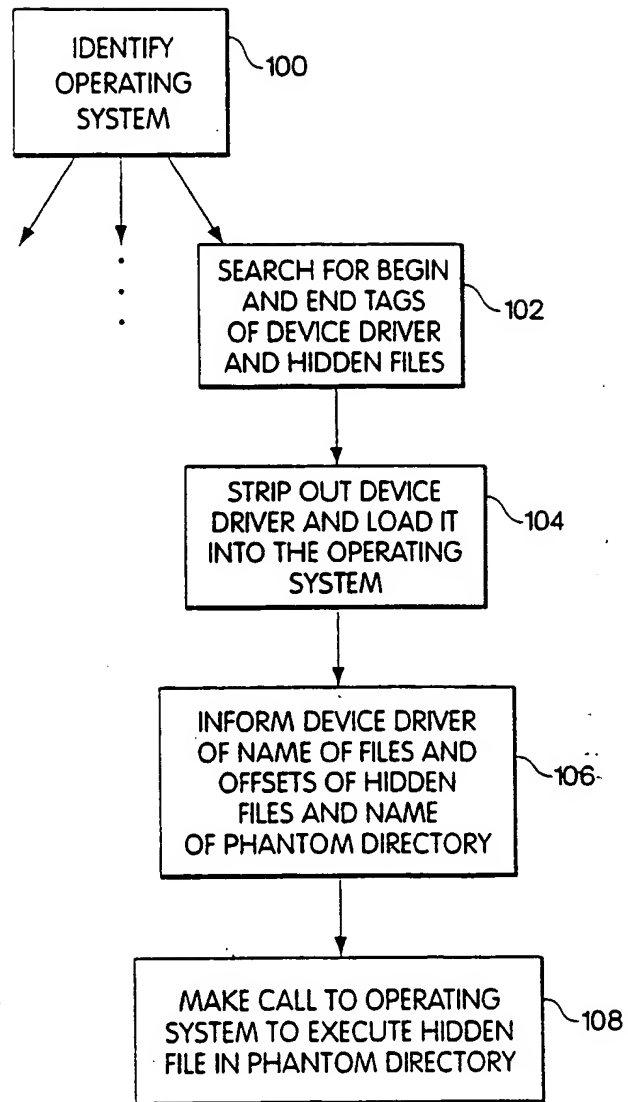 IDENTIFY
OPERATING
SYSTEM
100
SEARCH FOR BEGIN
AND END TAGS
OF DEVICE DRIVER
AND HIDDEN FILES
102
STRIP OUT DEVICE
DRIVER AND LOAD IT
INTO THE OPERATING
SYSTEM
104
INFORM DEVICE DRIVER
OF NAME OF FILES AND
OFFSETS OF HIDDEN
FILES AND NAME
OF PHANTOM DIRECTORY
106
MAKE CALL TO OPERATING
SYSTEM TO EXECUTE HIDDEN
FILE IN PHANTOM DIRECTORY
108